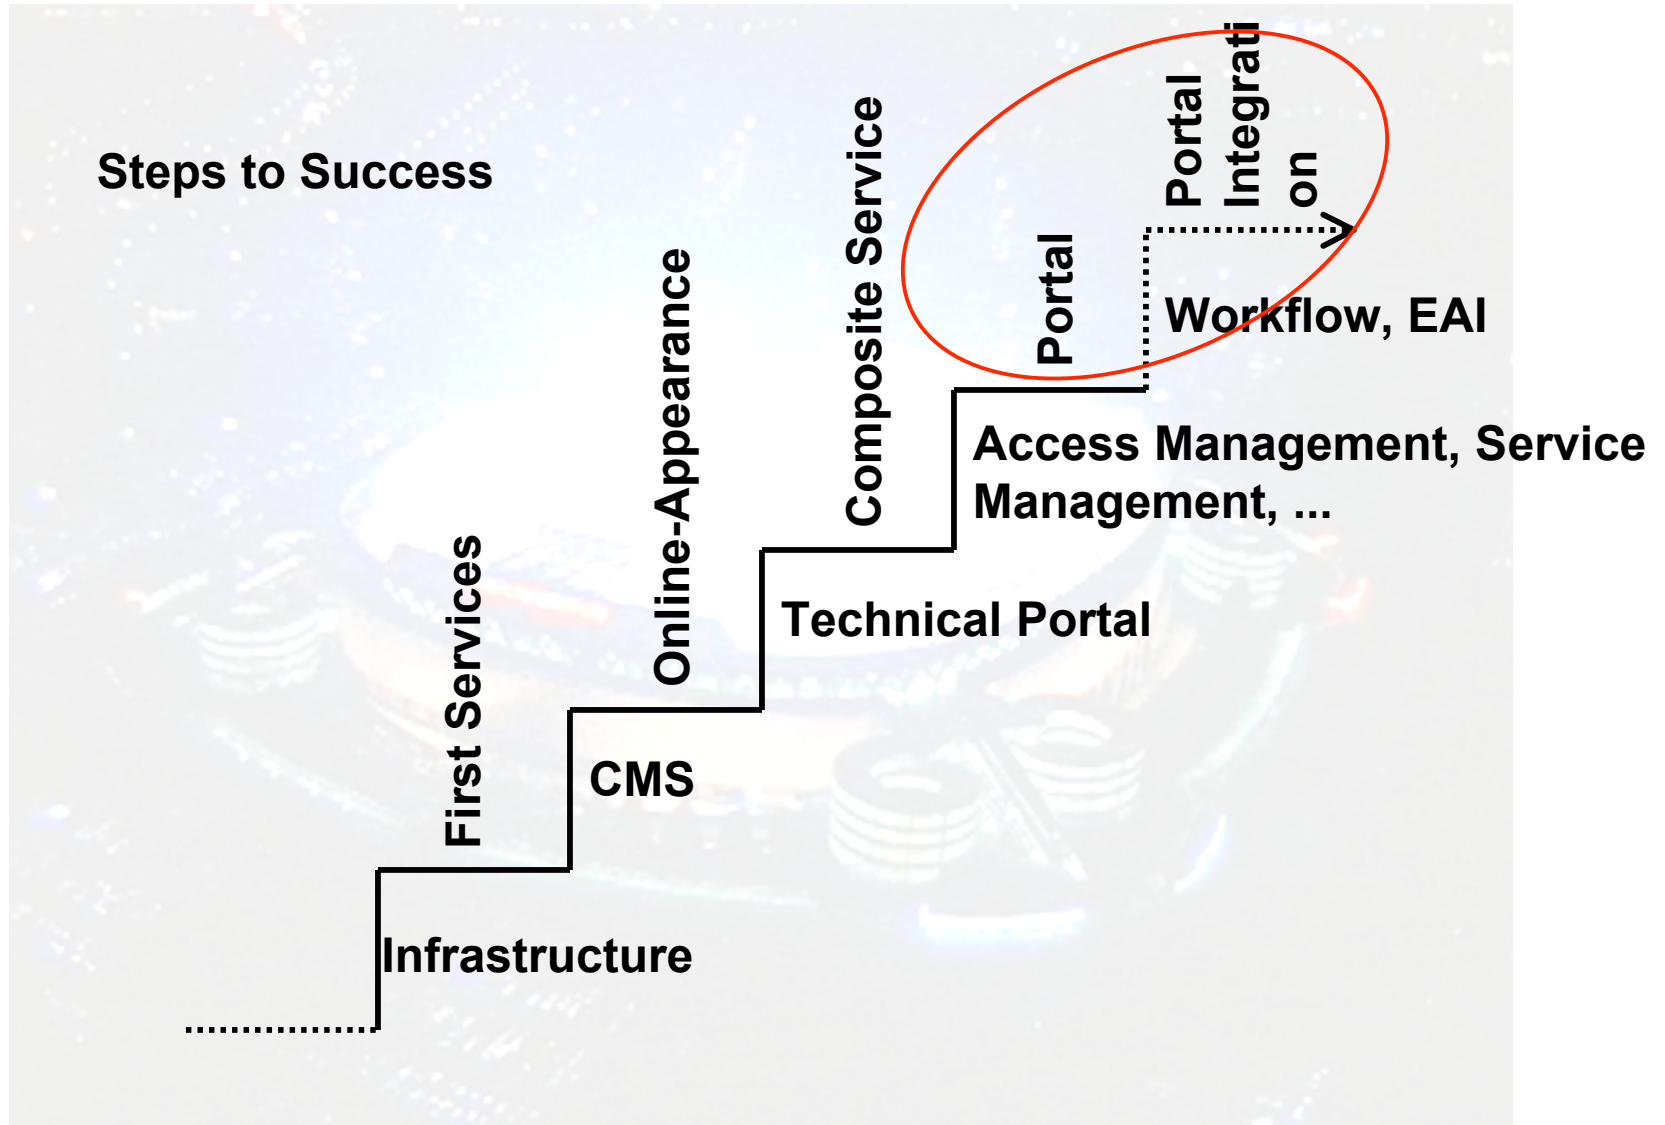 Steps to Success
Portal
Integrati
on
Portal
Composite Service
Online-Appearance
First Services
Workflow, EAI
Access Management, Service
Management, ...
Technical Portal
CMS
Infrastructure